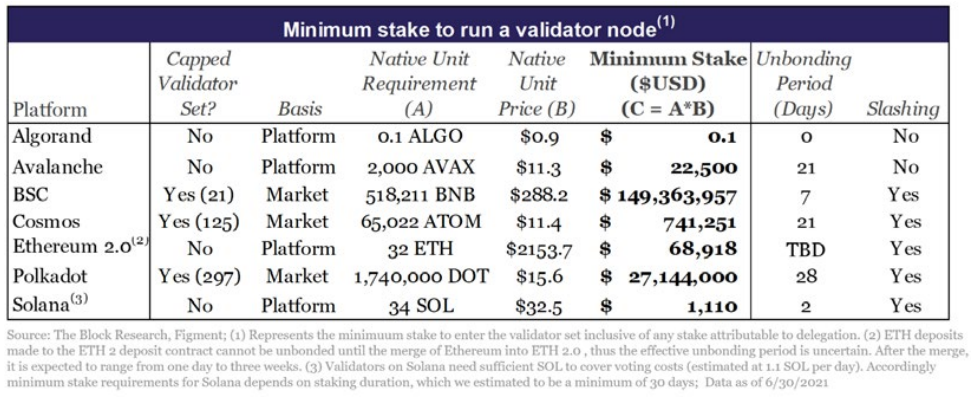 Minimum stake to run a validator node(1)
Capped Native Unit Native Minimum Stake Unbonding
Validator Requirement Unit ($USD) Period
Platform Set? Basis (A) Price (B) (C = A*B) (Days) Slashing
Algorand No Platform 0.1 ALGO $0.9 $ 0.1 0 No
Avalanche No Platform 2,000 AVAX $11.3 $ 22,500 21 No
BSC Yes (21) Market 518,211 BNB $288.2 $ 149,363,957 7 Yes
Cosmos Yes (125) Market 65,022 ATOM $11.4 $ 741,251 21 Yes
Ethereum 2.0(2) No Platform 32 ETH $2153.7 $ 68,918 TBD Yes
Polkadot Yes (297) Market 1,740,000 DOT $15.6 $ 27,144,000 28 Yes
Solana(3) No Platform 34 SOL $32.5 $ 1,110 2 Yes
Source: The Block Research, Figment; (1) Represents the minimuum stake to enter the validator set inclusive of any stake attributable to delegation. (2) ETH deposits
made to the ETH 2 deposit contract cannot be unbonded until the merge of Ethereum into ETH 2.0 , thus the effective unbonding period is uncertain. After the merge,
it is expected to range from one day to three weeks. (3) Validators on Solana need sufficient SOL to cover voting costs (estimated at 1.1 SOL per day). Accordingly
minimum stake requirements for Solana depends on staking duration, which we estimated to be a minimum of 30 days; Data as of 6/30/2021